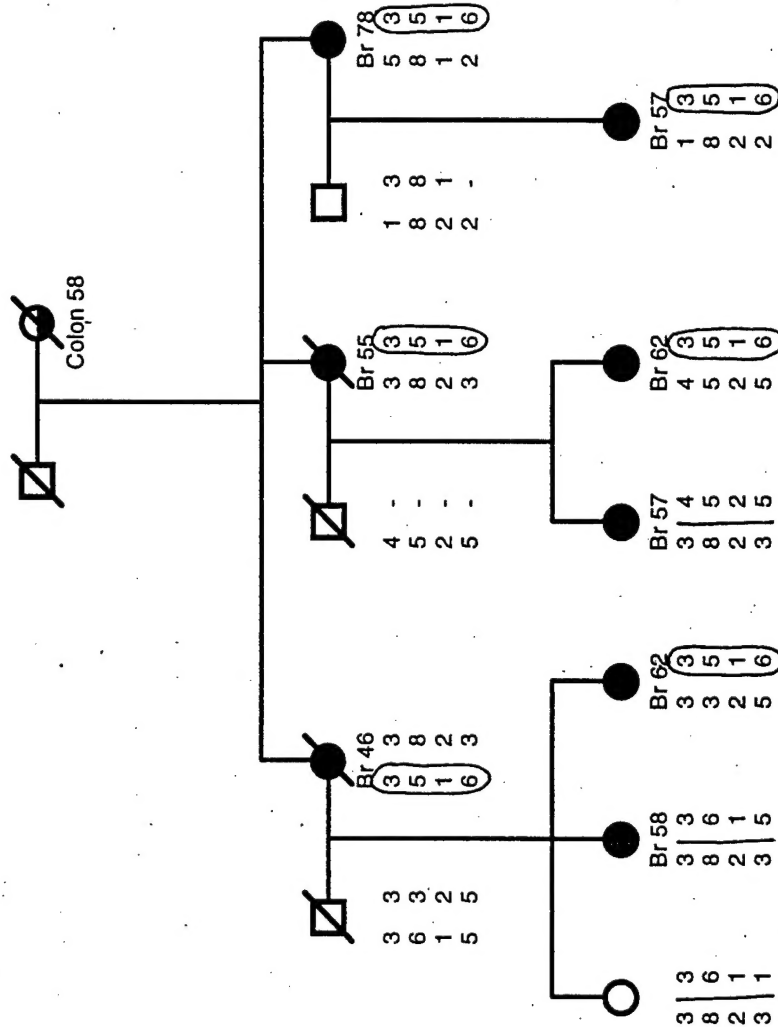 Colon 58
Br 46 Br 55 Br 78
3 3 3 3 4 - 3 3 1 3 5 3
6 3 5 8 5 - 8 5 8 8 8 5
1 2 1 2 2 - 2 1 2 1 1 1
5 5 6 3 5 - 3 6 2 - 2 6
Br 58 Br 62 Br 57 Br 62 Br 57
3 3 3 3 3 3 3 4 4 3 1 3
8 6 8 6 3 5 8 5 5 5 8 5
2 1 2 1 2 1 2 2 2 1 2 1
3 1 3 5 5 6 3 5 5 6 2 6